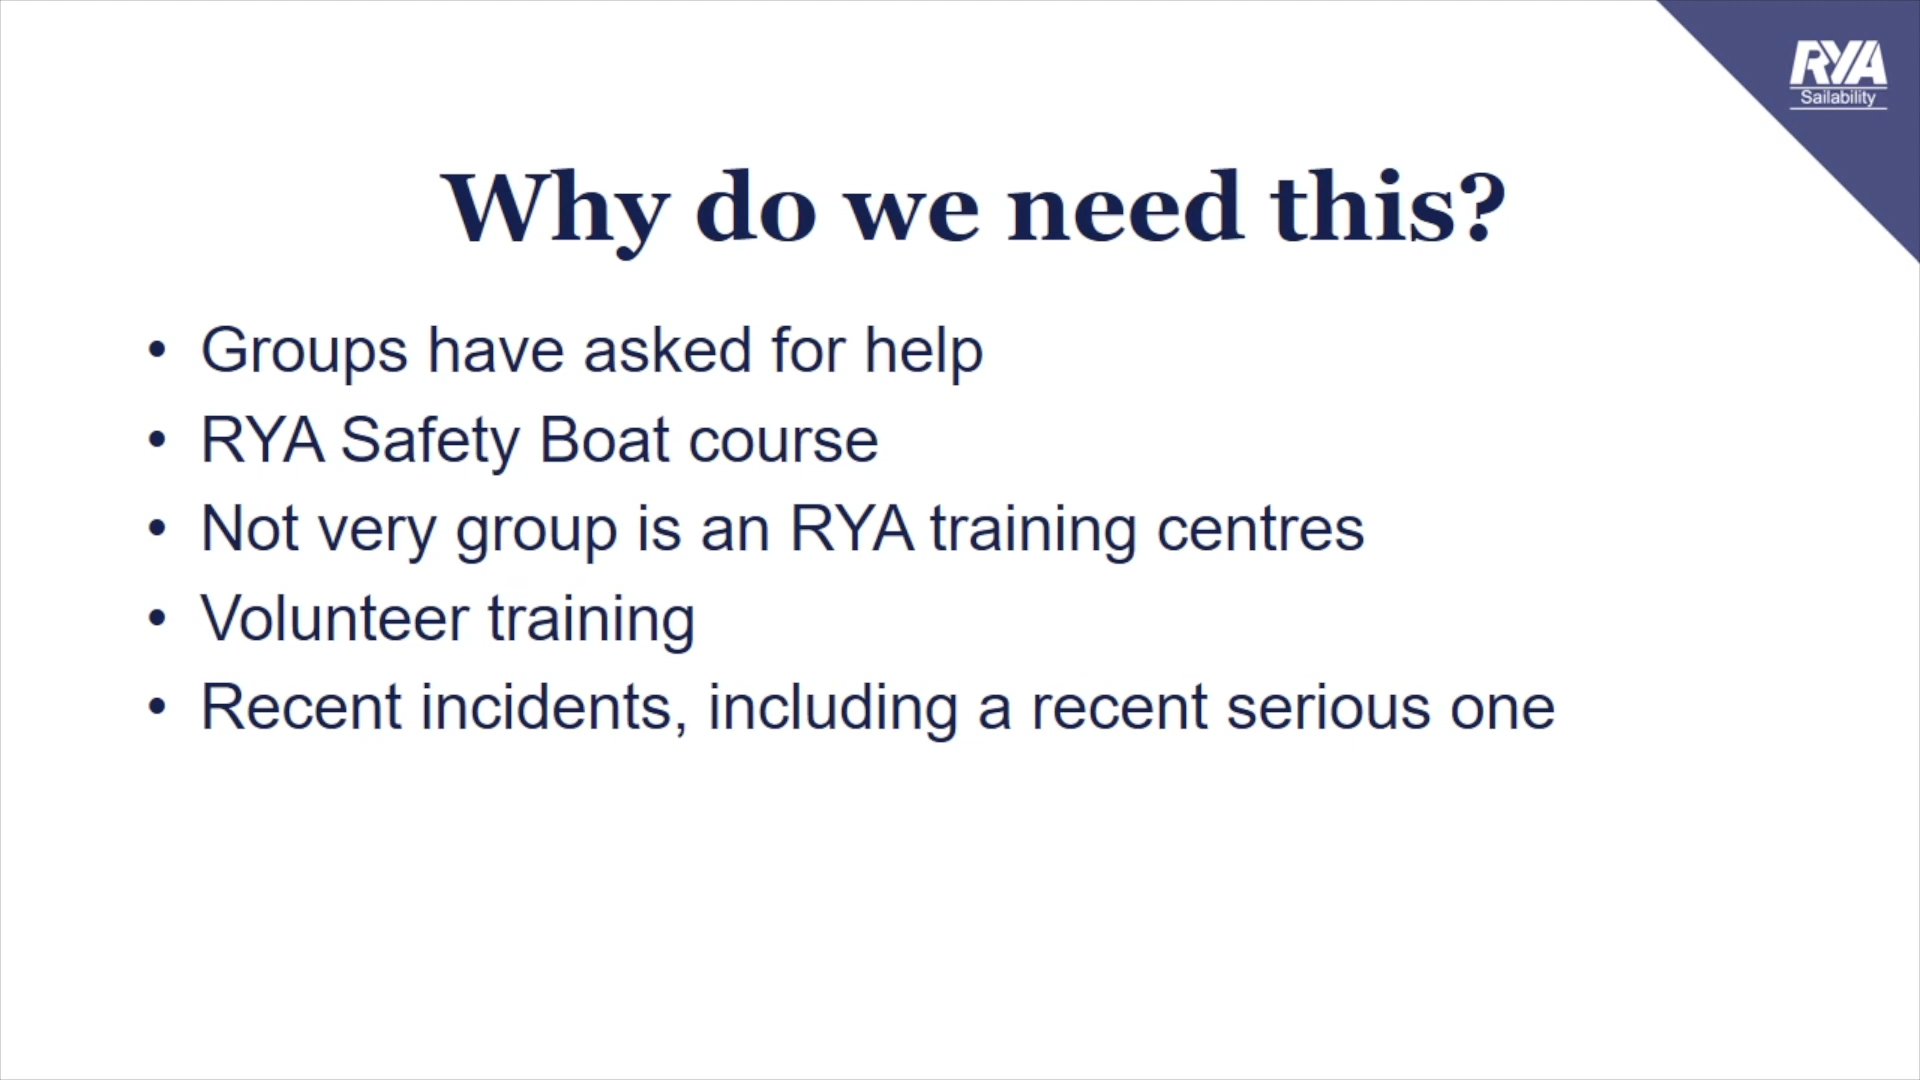 RYA
Sailability
Why do we need this?
• Groups have asked for help
• RYA Safety Boat course
• Not very group is an RYA training centres
• Volunteer training
• Recent incidents, including a recent serious one